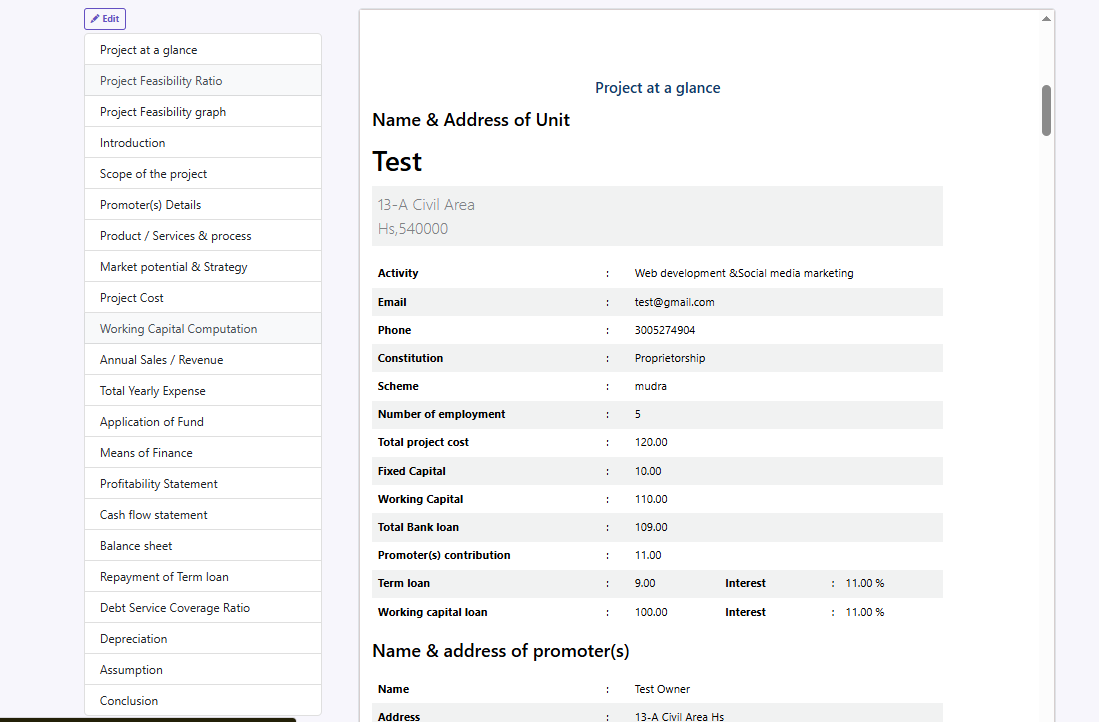 Edit
Project at a glance
Project Feasibility Ratio
Project Feasibility graph
Introduction
Scope of the project
Promoter(s) Details
Product / Services & process
Market potential & Strategy
Project Cost
Working Capital Computation
Annual Sales / Revenue
Total Yearly Expense
Application of Fund
Means of Finance
Profitability Statement
Cash flow statement
Balance sheet
Repayment of Term loan
Debt Service Coverage Ratio
Depreciation
Assumption
Conclusion
Project at a glance
Name & Address of Unit
Test
13-A Civil Area
Hs,540000
Activity : Web development &Social media marketing
Email : test@gmail.com
Phone : 3005274904
Constitution : Proprietorship
Scheme : mudra
Number of employment : 5
Total project cost : 120.00
Fixed Capital : 10.00
Working Capital : 110.00
Total Bank loan : 109.00
Promoter(s) contribution : 11.00
Term loan : 9.00 Interest : 11.00 %
Working capital loan : 100.00 Interest : 11.00 %
Name & address of promoter(s)
Name : Test Owner
Address : 13-A Civil Area Hs